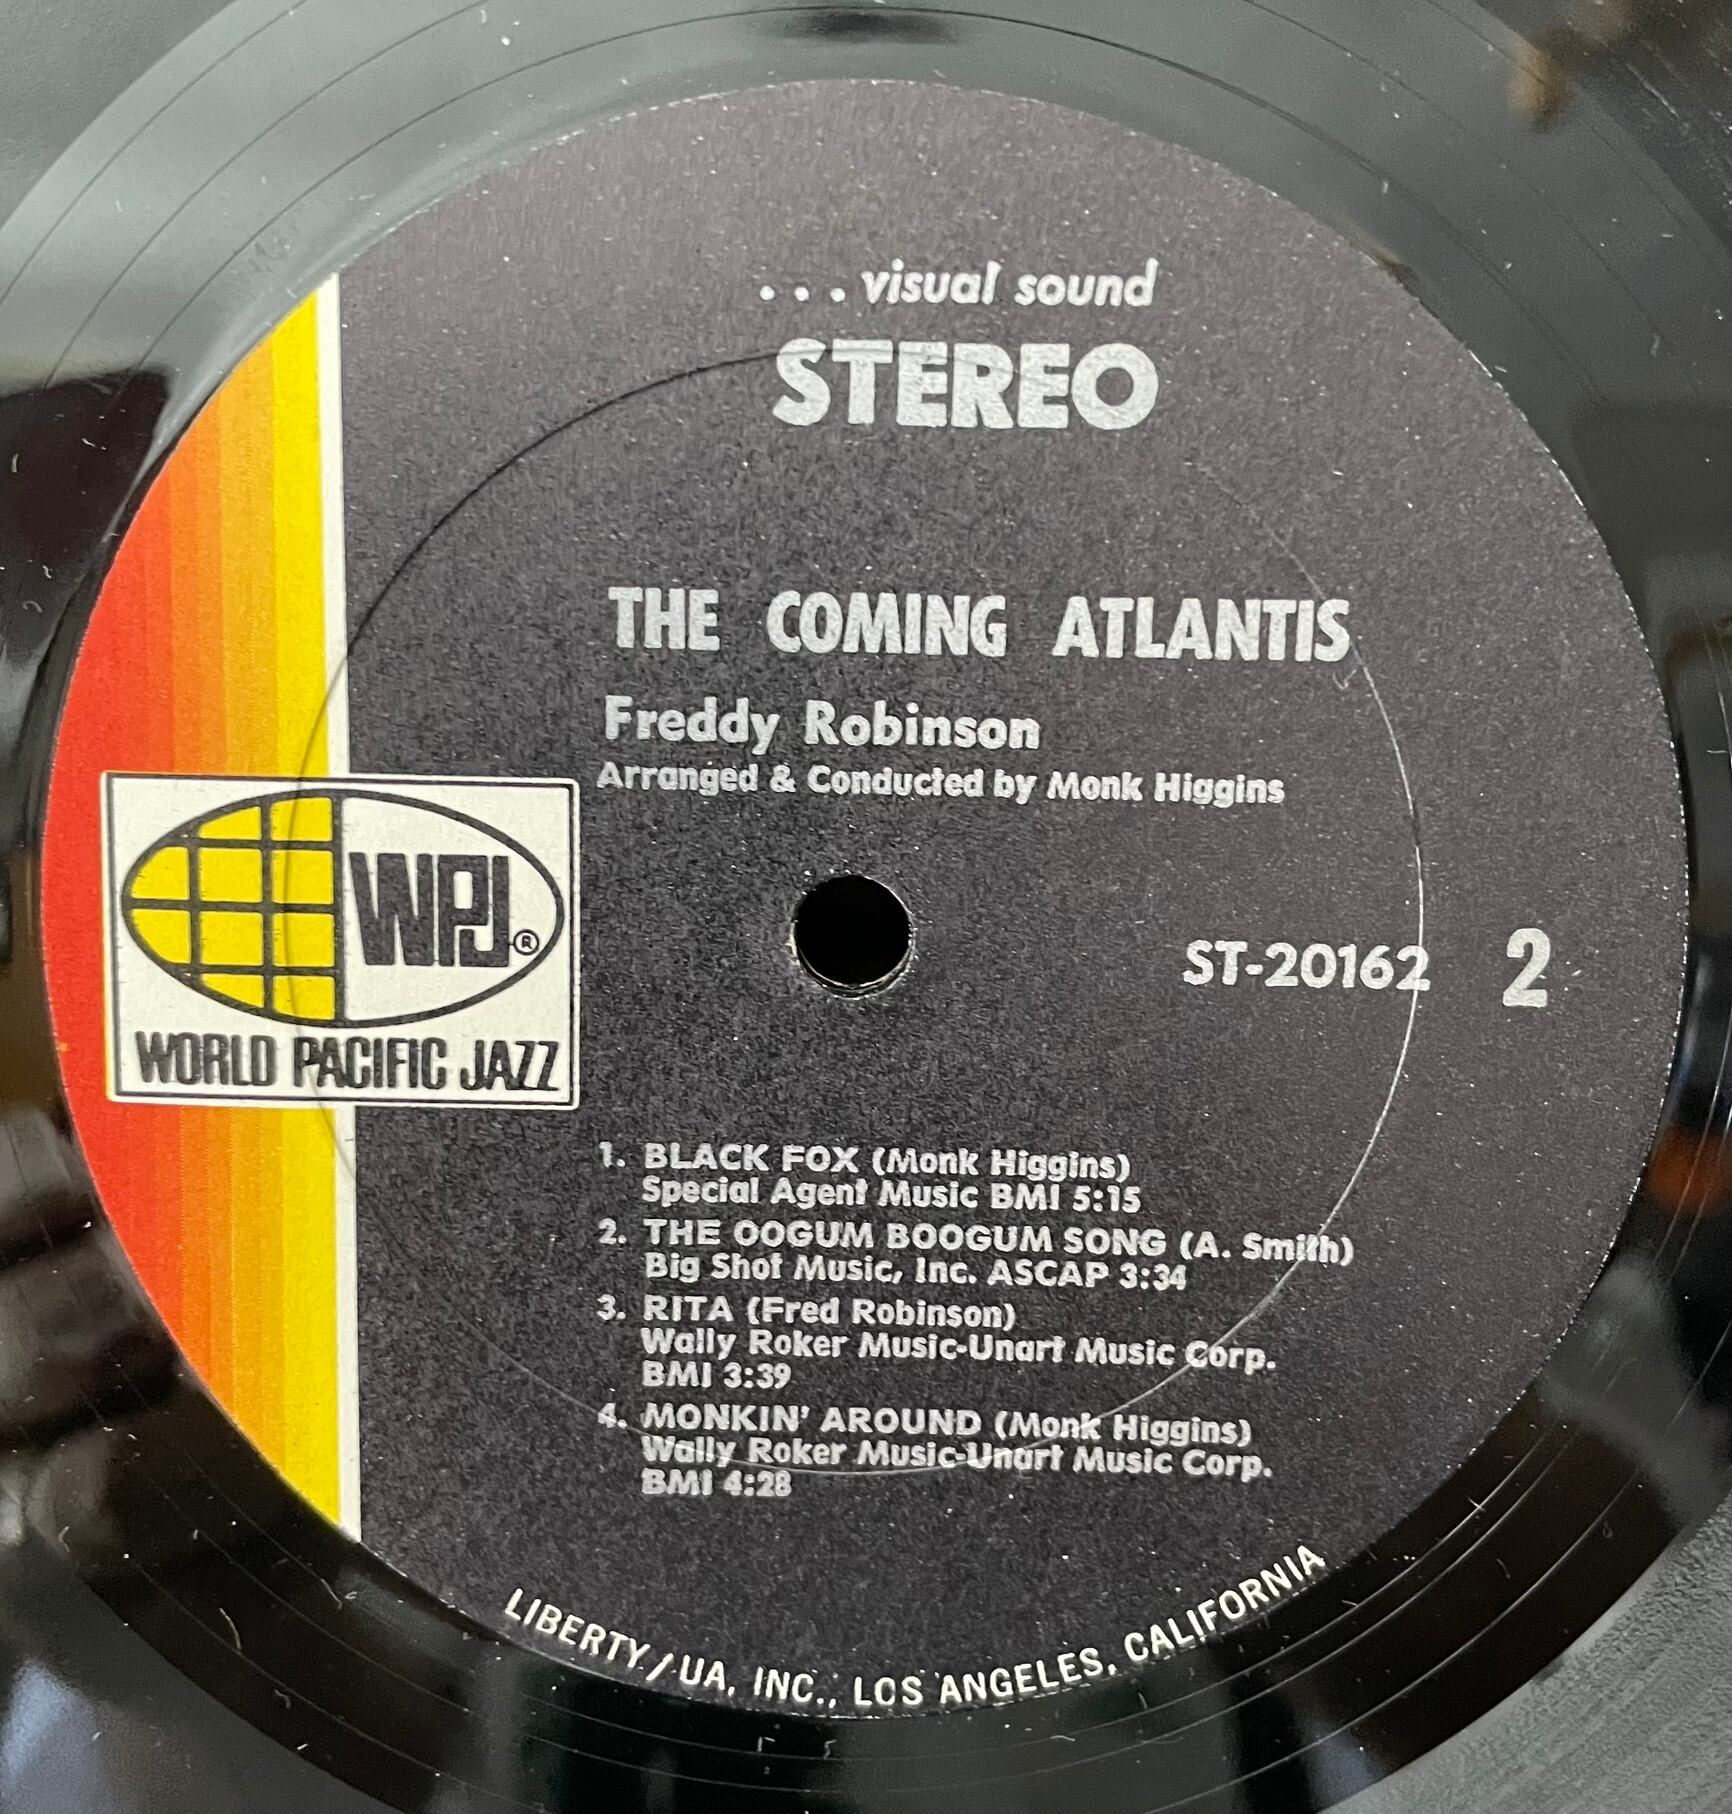 . . . visual sound
STEREO
THE COMING ATLANTIS
Freddy Robinson
Arranged & Conducted by Monk Higgins
WPJ®
WORLD PACIFIC JAZZ
ST-20162 2
1. BLACK FOX (Monk Higgins)
Special Agent Music BMI 5:15
2. THE OOGUM BOOGUM SONG (A. Smith)
Big Shot Music, Inc. ASCAP 3:34
3. RITA (Fred Robinson)
Wally Roker Music-Unart Music Corp.
BMI 3:39
4. MONKIN' AROUND (Monk Higgins)
Wally Roker Music-Unart Music Corp.
BMI 4:28
LIBERTY/UA, INC., LOS ANGELES, CALIFORNIA